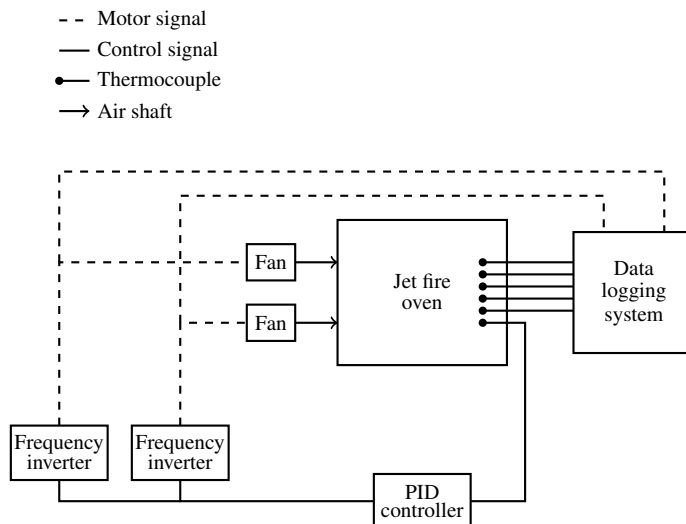 Motor signal
Control signal
Thermocouple
Air shaft
Fan
Jet fire
oven
Data
logging
system
Fan
Frequency
inverter
Frequency
inverter
PID
controller